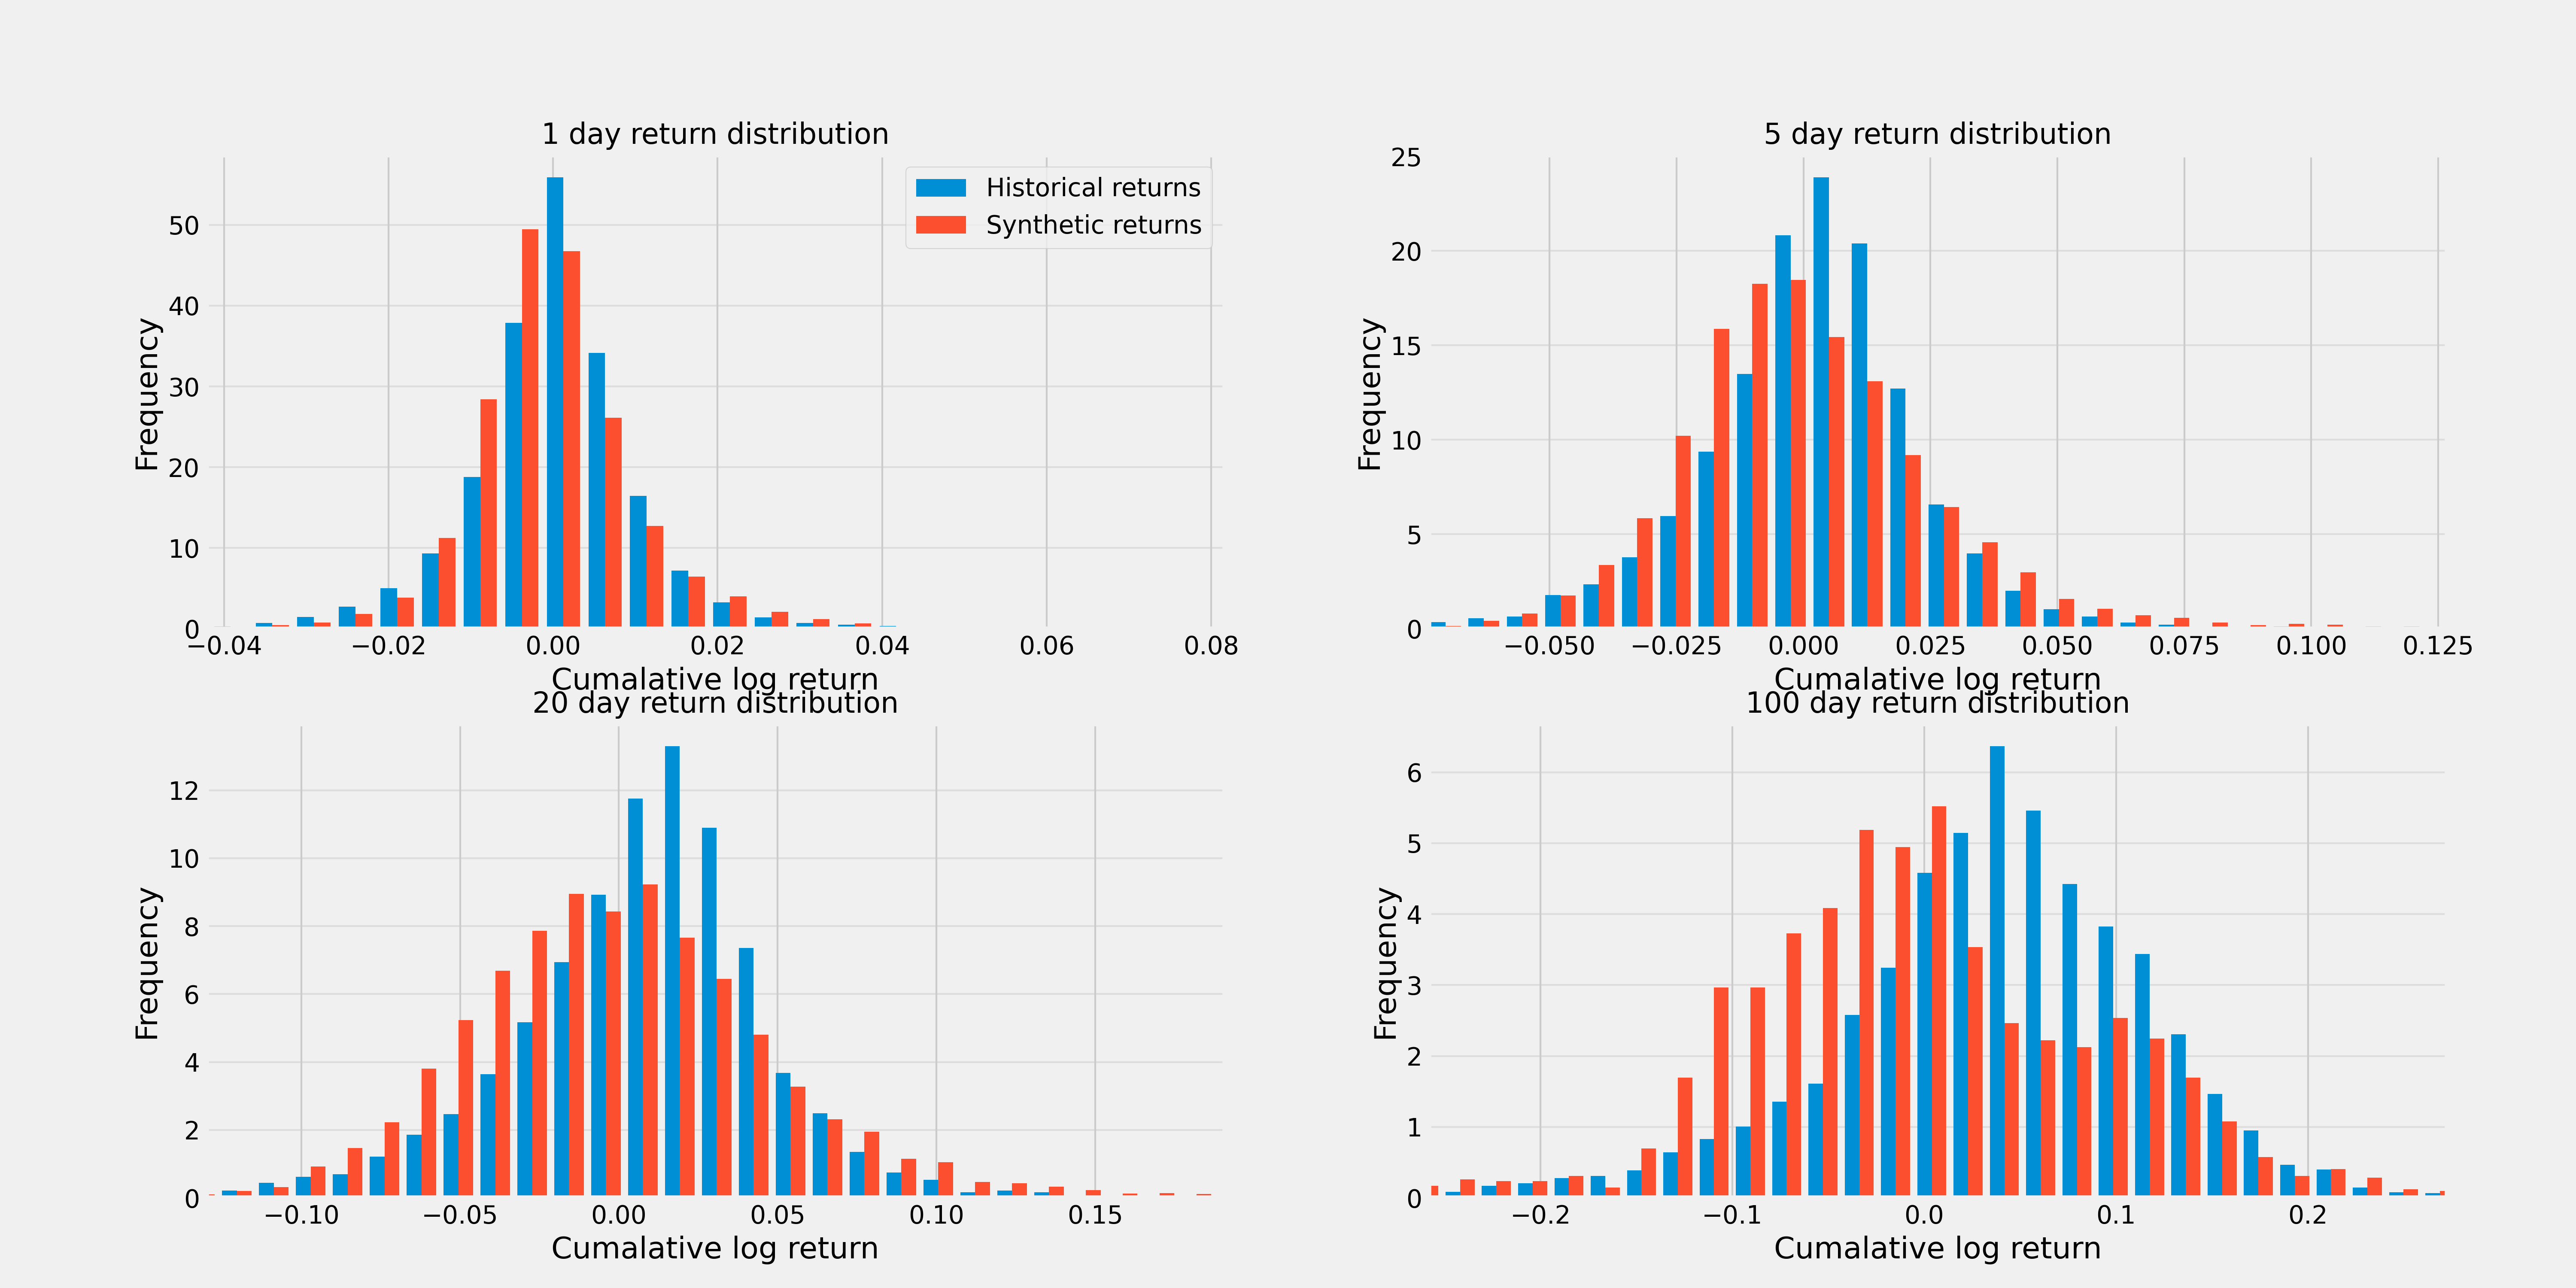 1 day return distribution
Historical returns
Synthetic returns
Frequency
50
40
30
20
10
0
−0.04 −0.02 0.00 0.02 0.04 0.06 0.08
Cumalative log return
5 day return distribution
Frequency
25
20
15
10
5
0
−0.050 −0.025 0.000 0.025 0.050 0.075 0.100 0.125
Cumalative log return
20 day return distribution
Frequency
12
10
8
6
4
2
0
−0.10 −0.05 0.00 0.05 0.10 0.15
Cumalative log return
100 day return distribution
Frequency
6
5
4
3
2
1
0
−0.2 −0.1 0.0 0.1 0.2
Cumalative log return